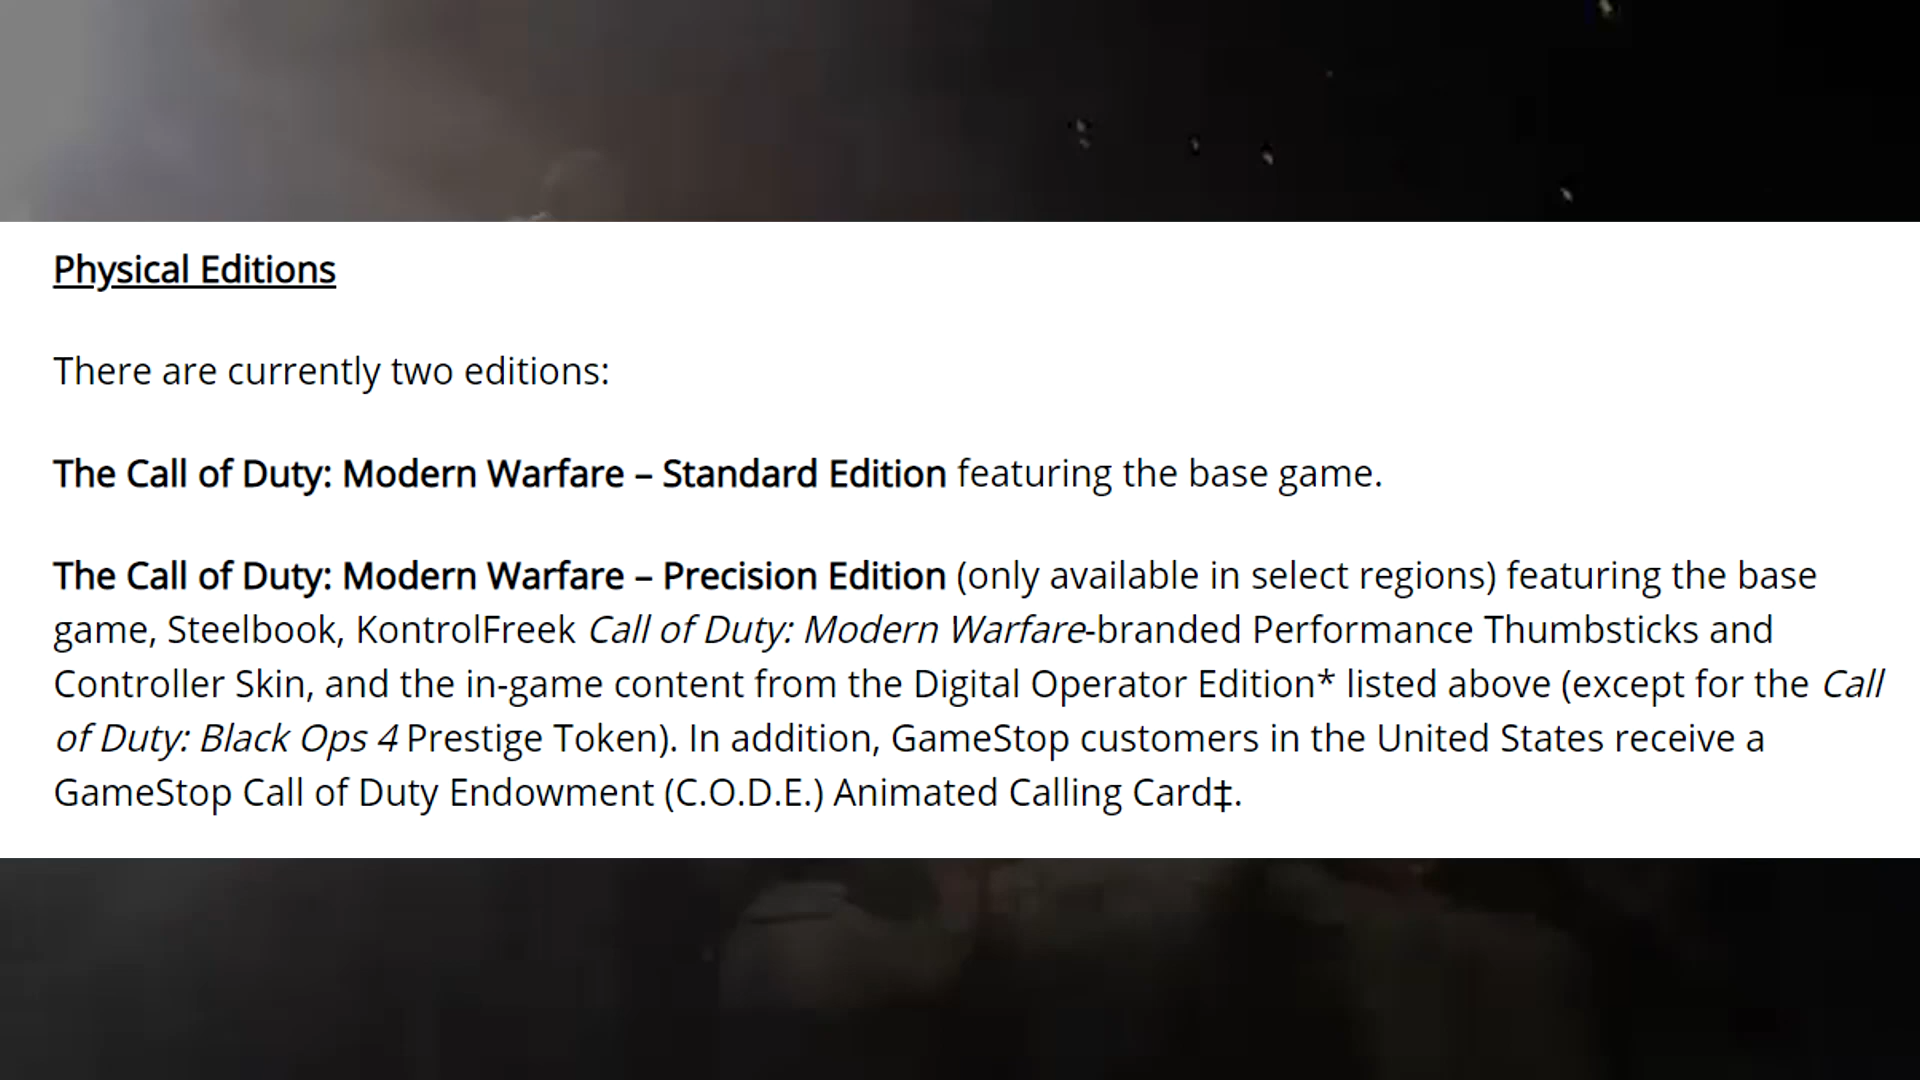 Physical Editions
There are currently two editions:
The Call of Duty: Modern Warfare – Standard Edition featuring the base game.
The Call of Duty: Modern Warfare – Precision Edition (only available in select regions) featuring the base
game, Steelbook, KontrolFreek Call of Duty: Modern Warfare-branded Performance Thumbsticks and
Controller Skin, and the in-game content from the Digital Operator Edition* listed above (except for the Call
of Duty: Black Ops 4 Prestige Token). In addition, GameStop customers in the United States receive a
GameStop Call of Duty Endowment (C.O.D.E.) Animated Calling Card‡.